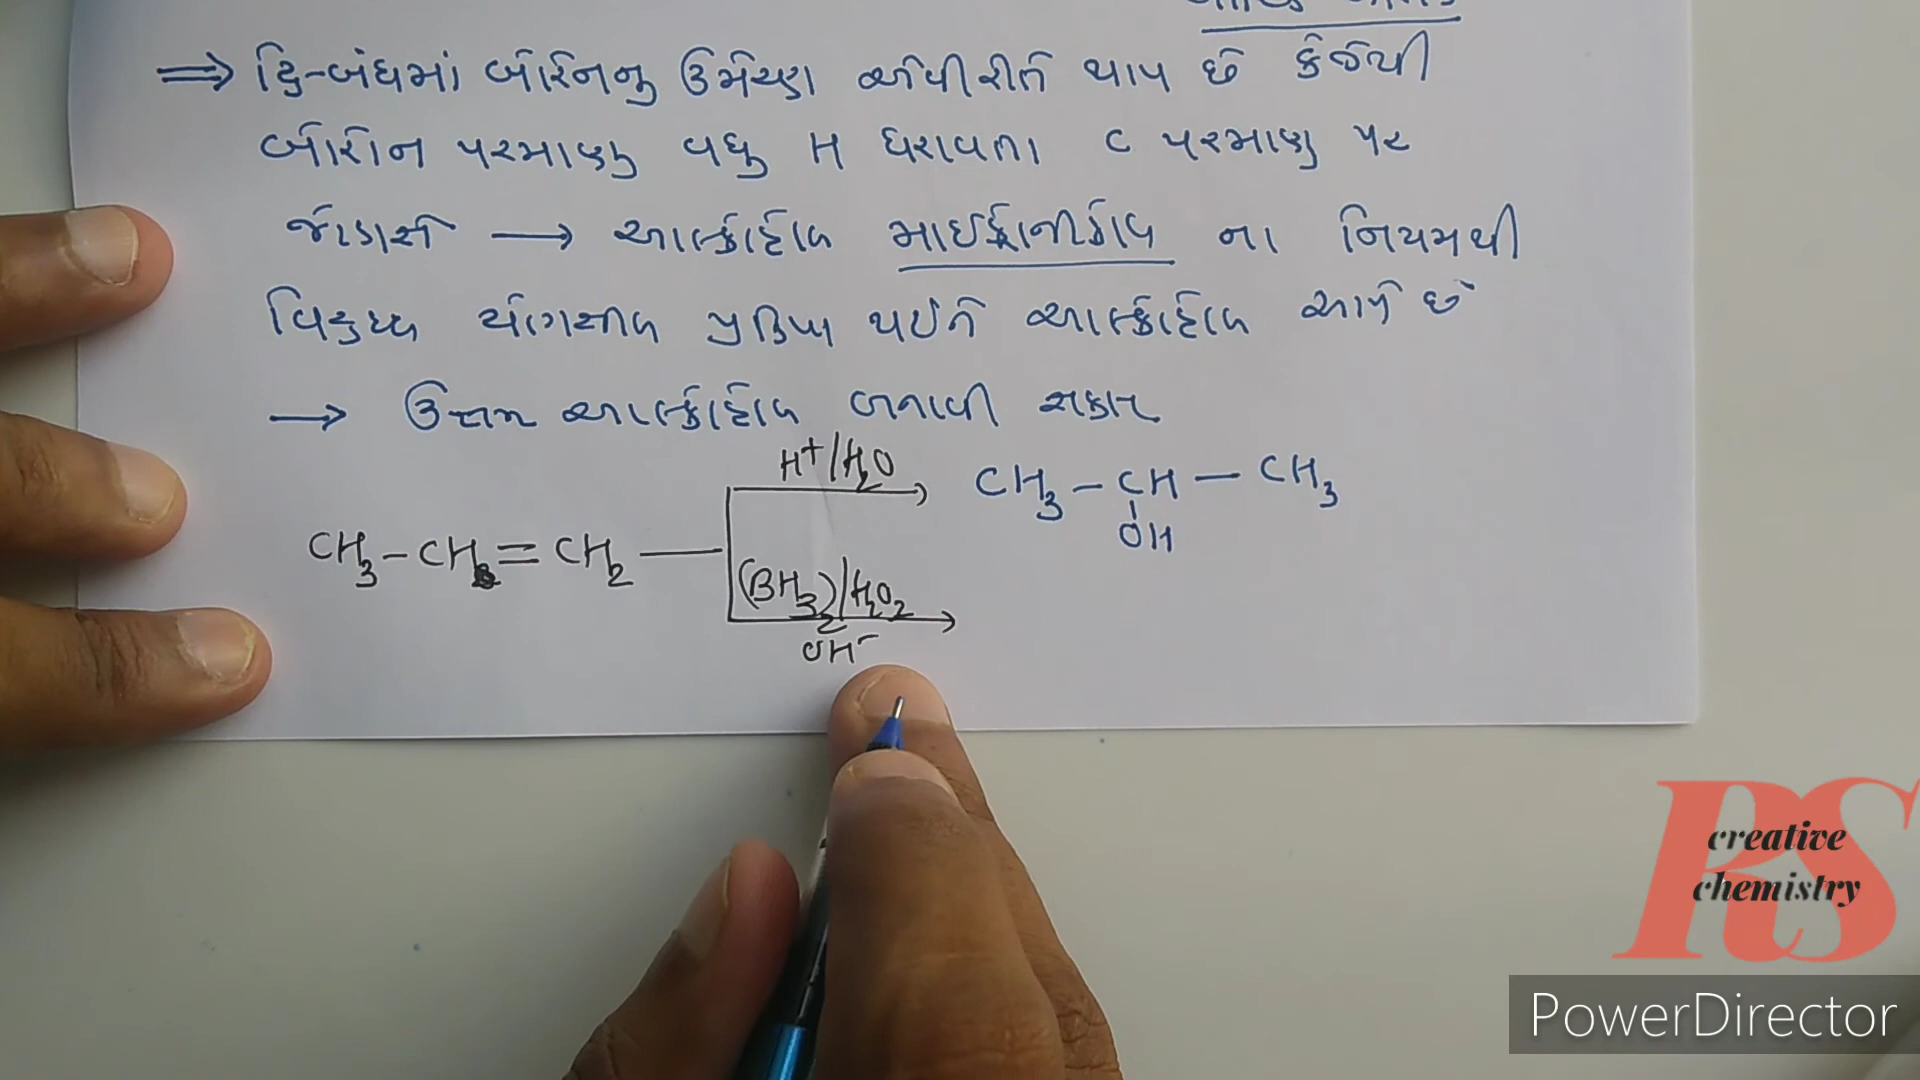 ⇒ દ્વિ-બંધમાં બોરોનનુ ઉમેરણ એવી રીતે થાય છે કે જેથી
બોરોન પરમાણુ વધુ H ધરાવતા C પરમાણુ પર
જોડાશે → આલ્કોહોલ માર્કોવનીકોવ ના નિયમથી
વિરુધ્ધ યોગશીલ પ્રક્રિયા થઈને આલ્કોહોલ આપે છે
→ ઉત્તમ આલ્કોહોલ બનાવી શકાય
H⁺/H₂O
CH₃-CH-CH₃
OH
CH₃-CH=CH₂
(BH₃)₂/H₂O₂
OH⁻
RS
creative
chemistry
PowerDirector